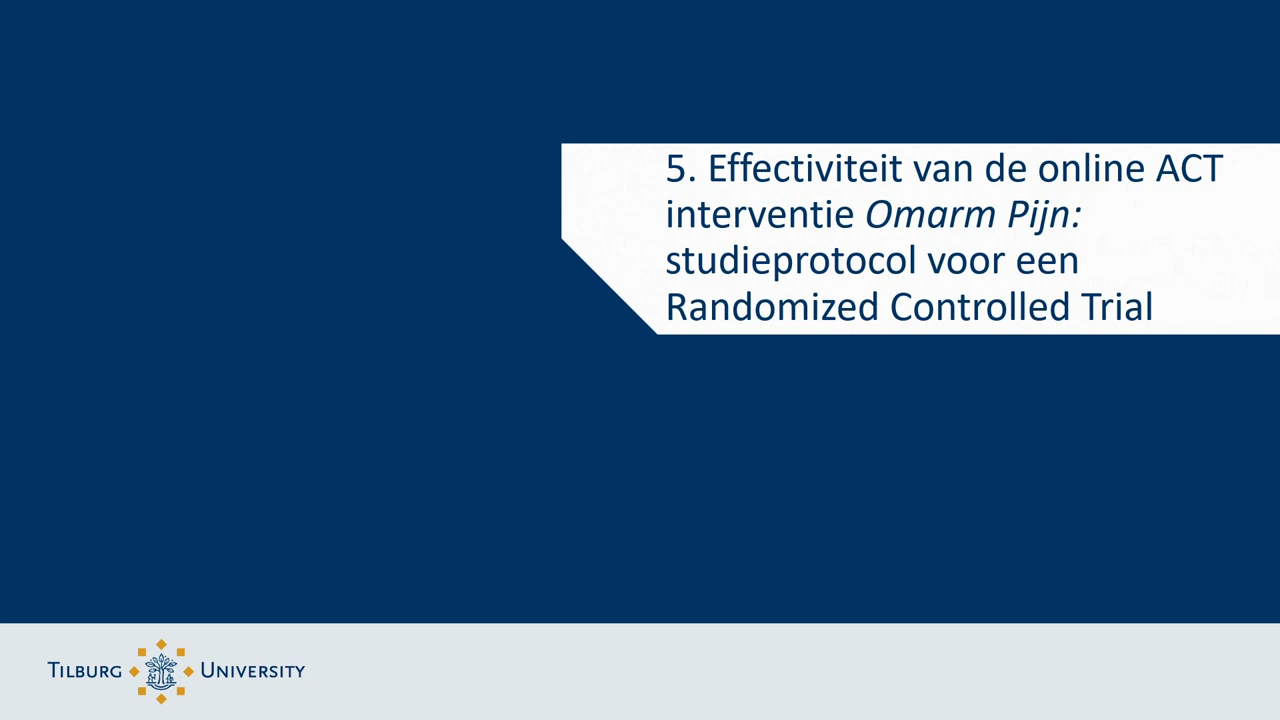 5. Effectiviteit van de online ACT
interventie Omarm Pijn:
studieprotocol voor een
Randomized Controlled Trial
TILBURG UNIVERSITY